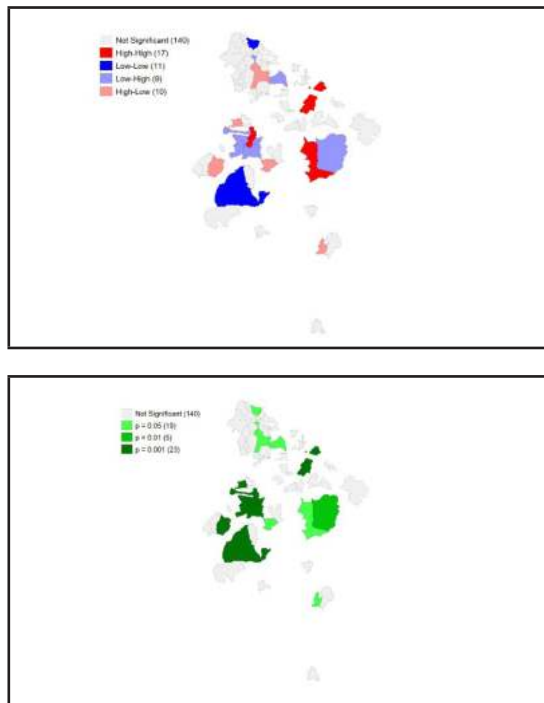 Not Significant (140)
High-High (17)
Low-Low (11)
Low-High (9)
High-Low (10)
Not Significant (140)
p = 0.05 (19)
p = 0.01 (5)
p = 0.001 (23)